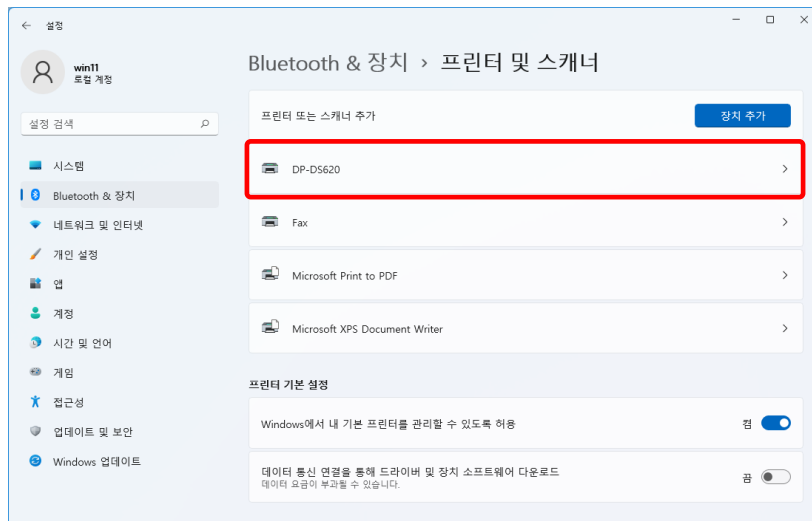 설정
win11
로컬 계정
설정 검색
시스템
Bluetooth & 장치
네트워크 및 인터넷
개인 설정
앱
계정
시간 및 언어
게임
접근성
업데이트 및 보안
Windows 업데이트
Bluetooth & 장치 › 프린터 및 스캐너
프린터 또는 스캐너 추가
장치 추가
DP-DS620
Fax
Microsoft Print to PDF
Microsoft XPS Document Writer
프린터 기본 설정
Windows에서 내 기본 프린터를 관리할 수 있도록 허용
켬
데이터 통신 연결을 통해 드라이버 및 장치 소프트웨어 다운로드
데이터 요금이 부과될 수 있습니다.
끔